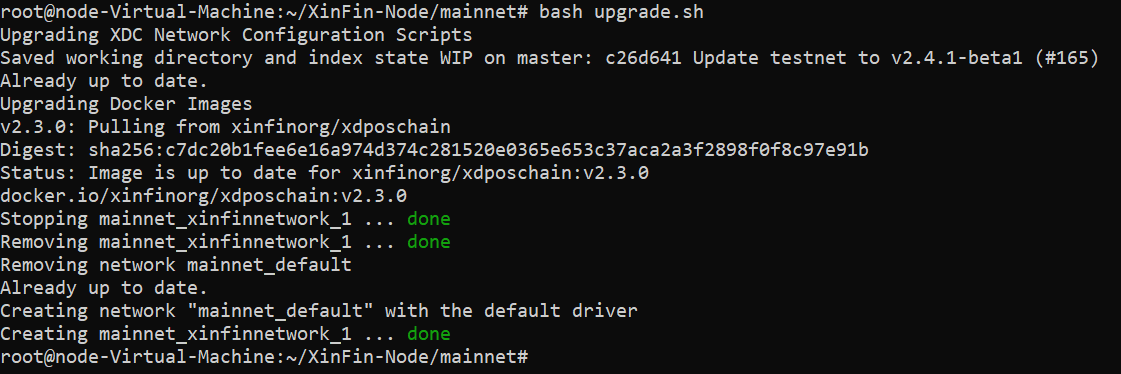 root@node-Virtual-Machine:~/XinFin-Node/mainnet# bash upgrade.sh
Upgrading XDC Network Configuration Scripts
Saved working directory and index state WIP on master: c26d641 Update testnet to v2.4.1-beta1 (#165)
Already up to date.
Upgrading Docker Images
v2.3.0: Pulling from xinfinorg/xdposchain
Digest: sha256:c7dc20b1fee6e16a974d374c281520e0365e653c37aca2a3f2898f0f8c97e91b
Status: Image is up to date for xinfinorg/xdposchain:v2.3.0
docker.io/xinfinorg/xdposchain:v2.3.0
Stopping mainnet_xinfinnetwork_1 ... done
Removing mainnet_xinfinnetwork_1 ... done
Removing network mainnet_default
Already up to date.
Creating network "mainnet_default" with the default driver
Creating mainnet_xinfinnetwork_1 ... done
root@node-Virtual-Machine:~/XinFin-Node/mainnet#